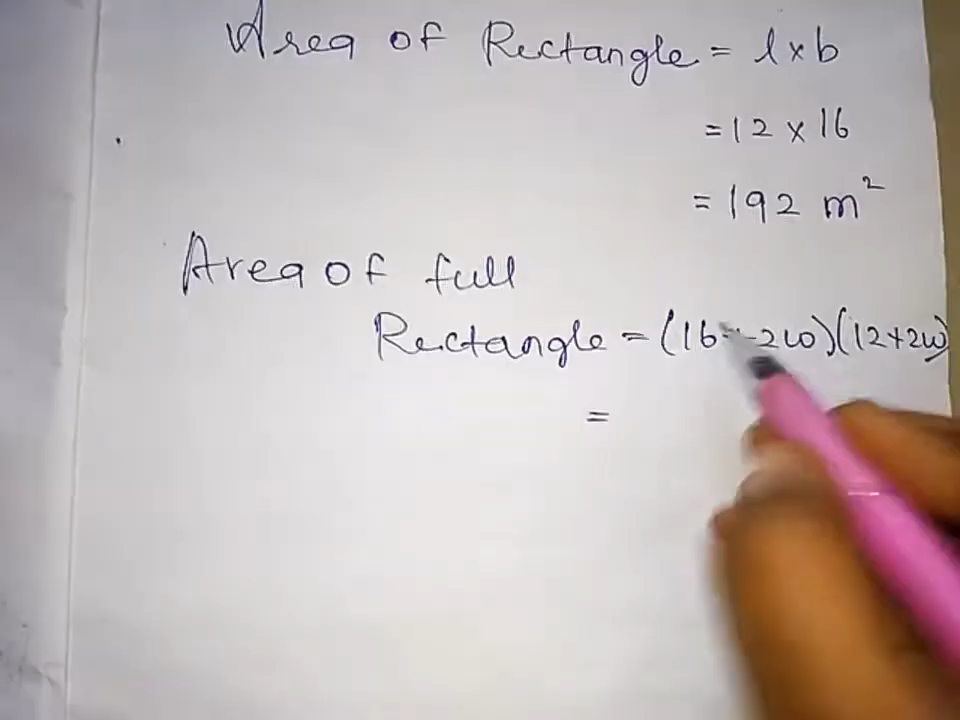 Area of Rectangle = l × b
= 12 × 16
= 192 m²
Area of full
Rectangle = (16+2w)(12+2w)
=